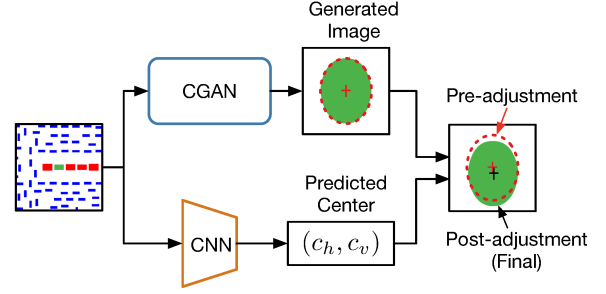 Generated
Image
CGAN
Pre-adjustment
Predicted
Center
CNN
(c_h, c_v)
Post-adjustment
(Final)